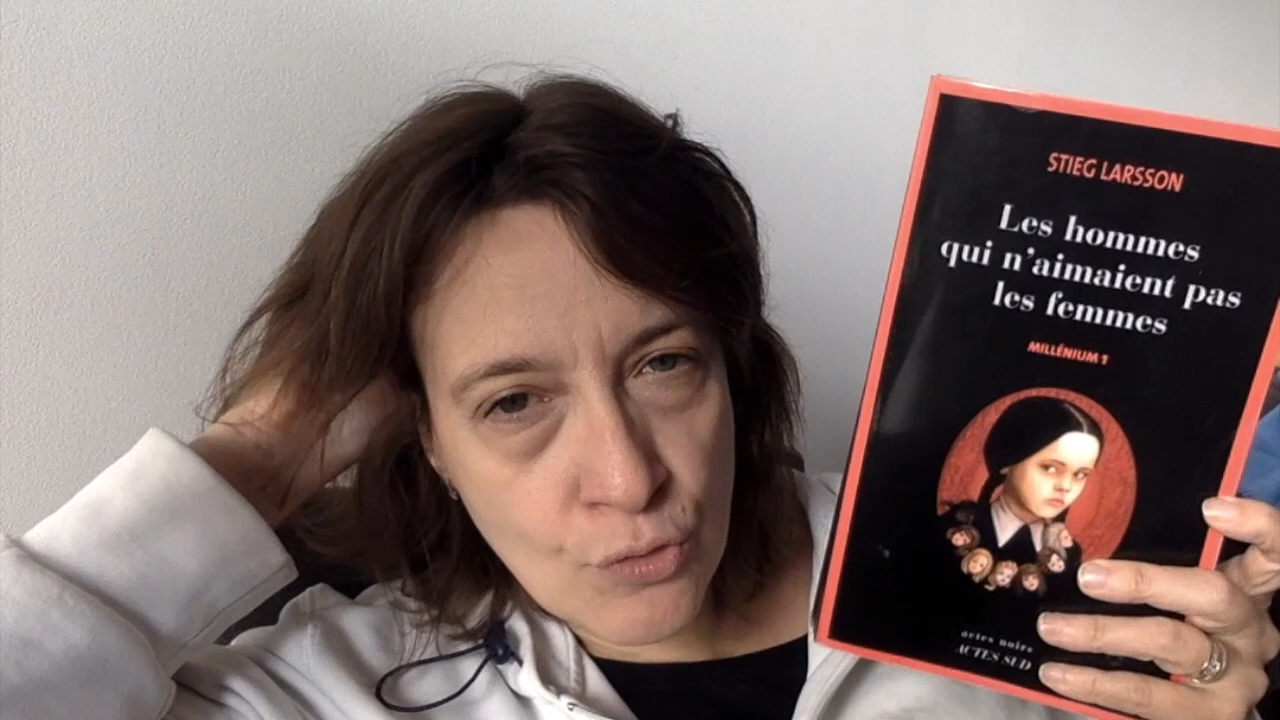 STIEG LARSSON
Les hommes
qui n'aimaient pas
les femmes
MILLÉNIUM 1
actes noirs
ACTES SUD